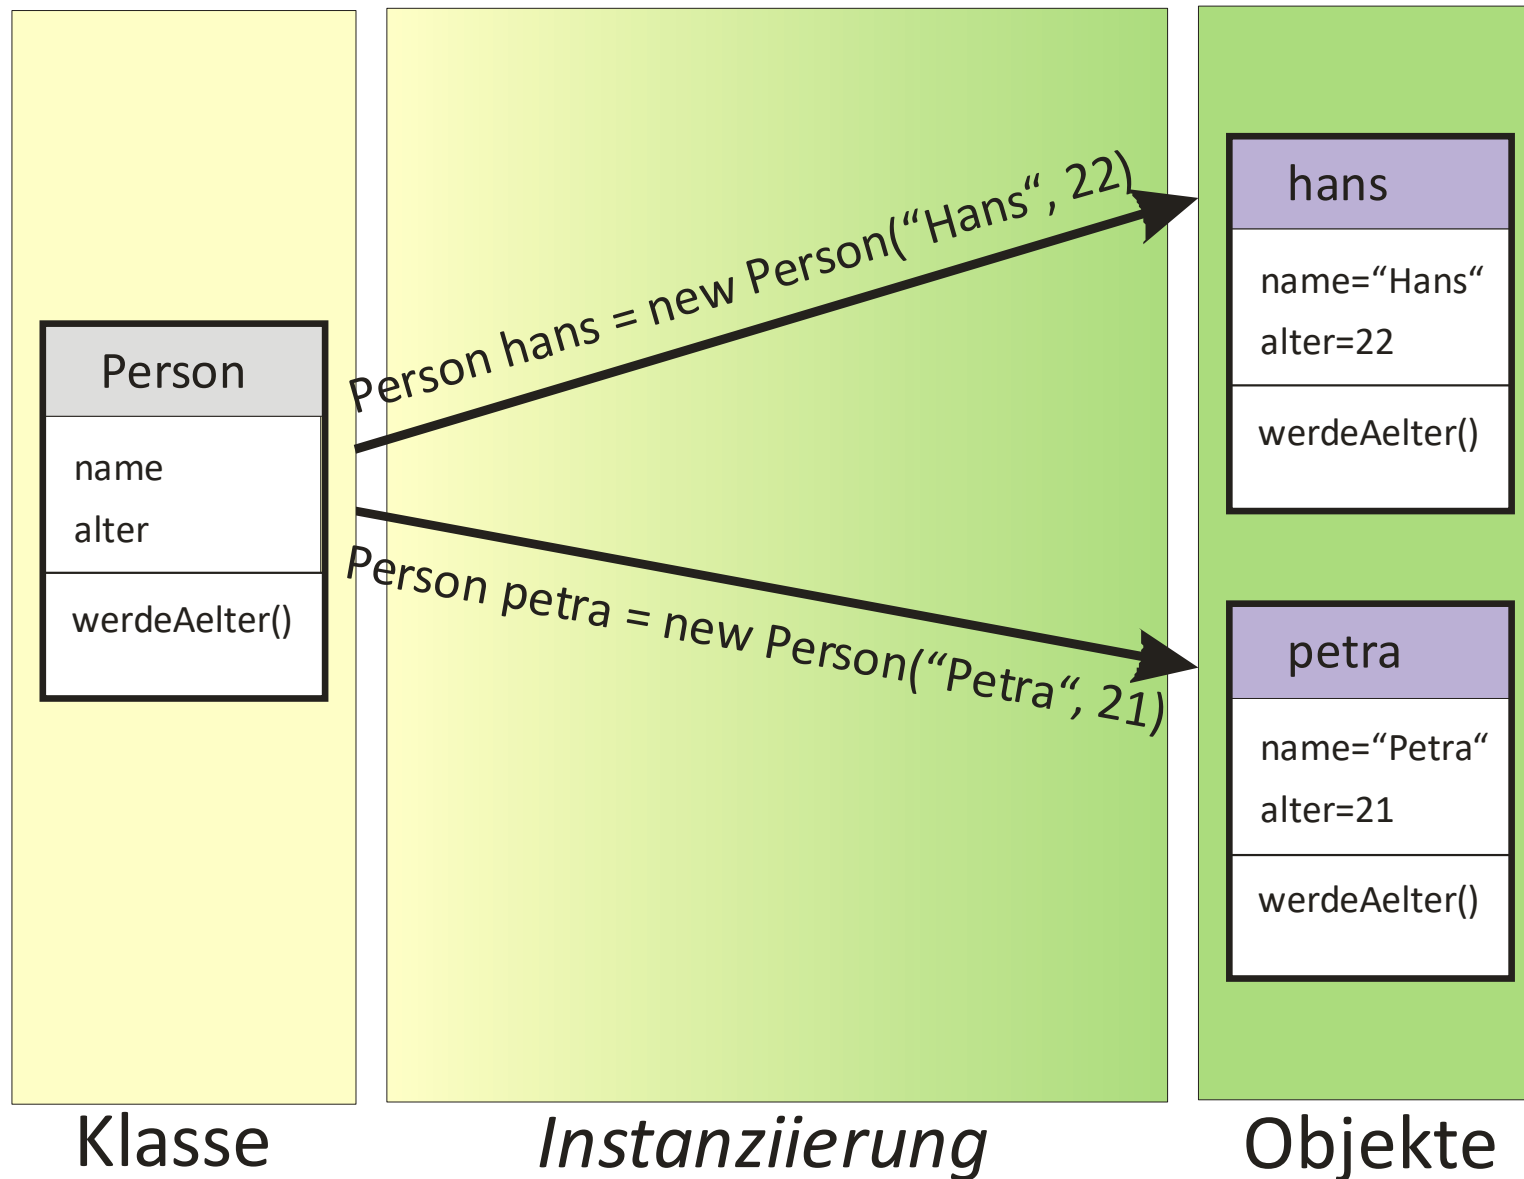 Person
name
alter
werdeAelter()
Person hans = new Person(“Hans“, 22)
Person petra = new Person(“Petra“, 21)
hans
name=“Hans“
alter=22
werdeAelter()
petra
name=“Petra“
alter=21
werdeAelter()
Klasse
Instanziierung
Objekte